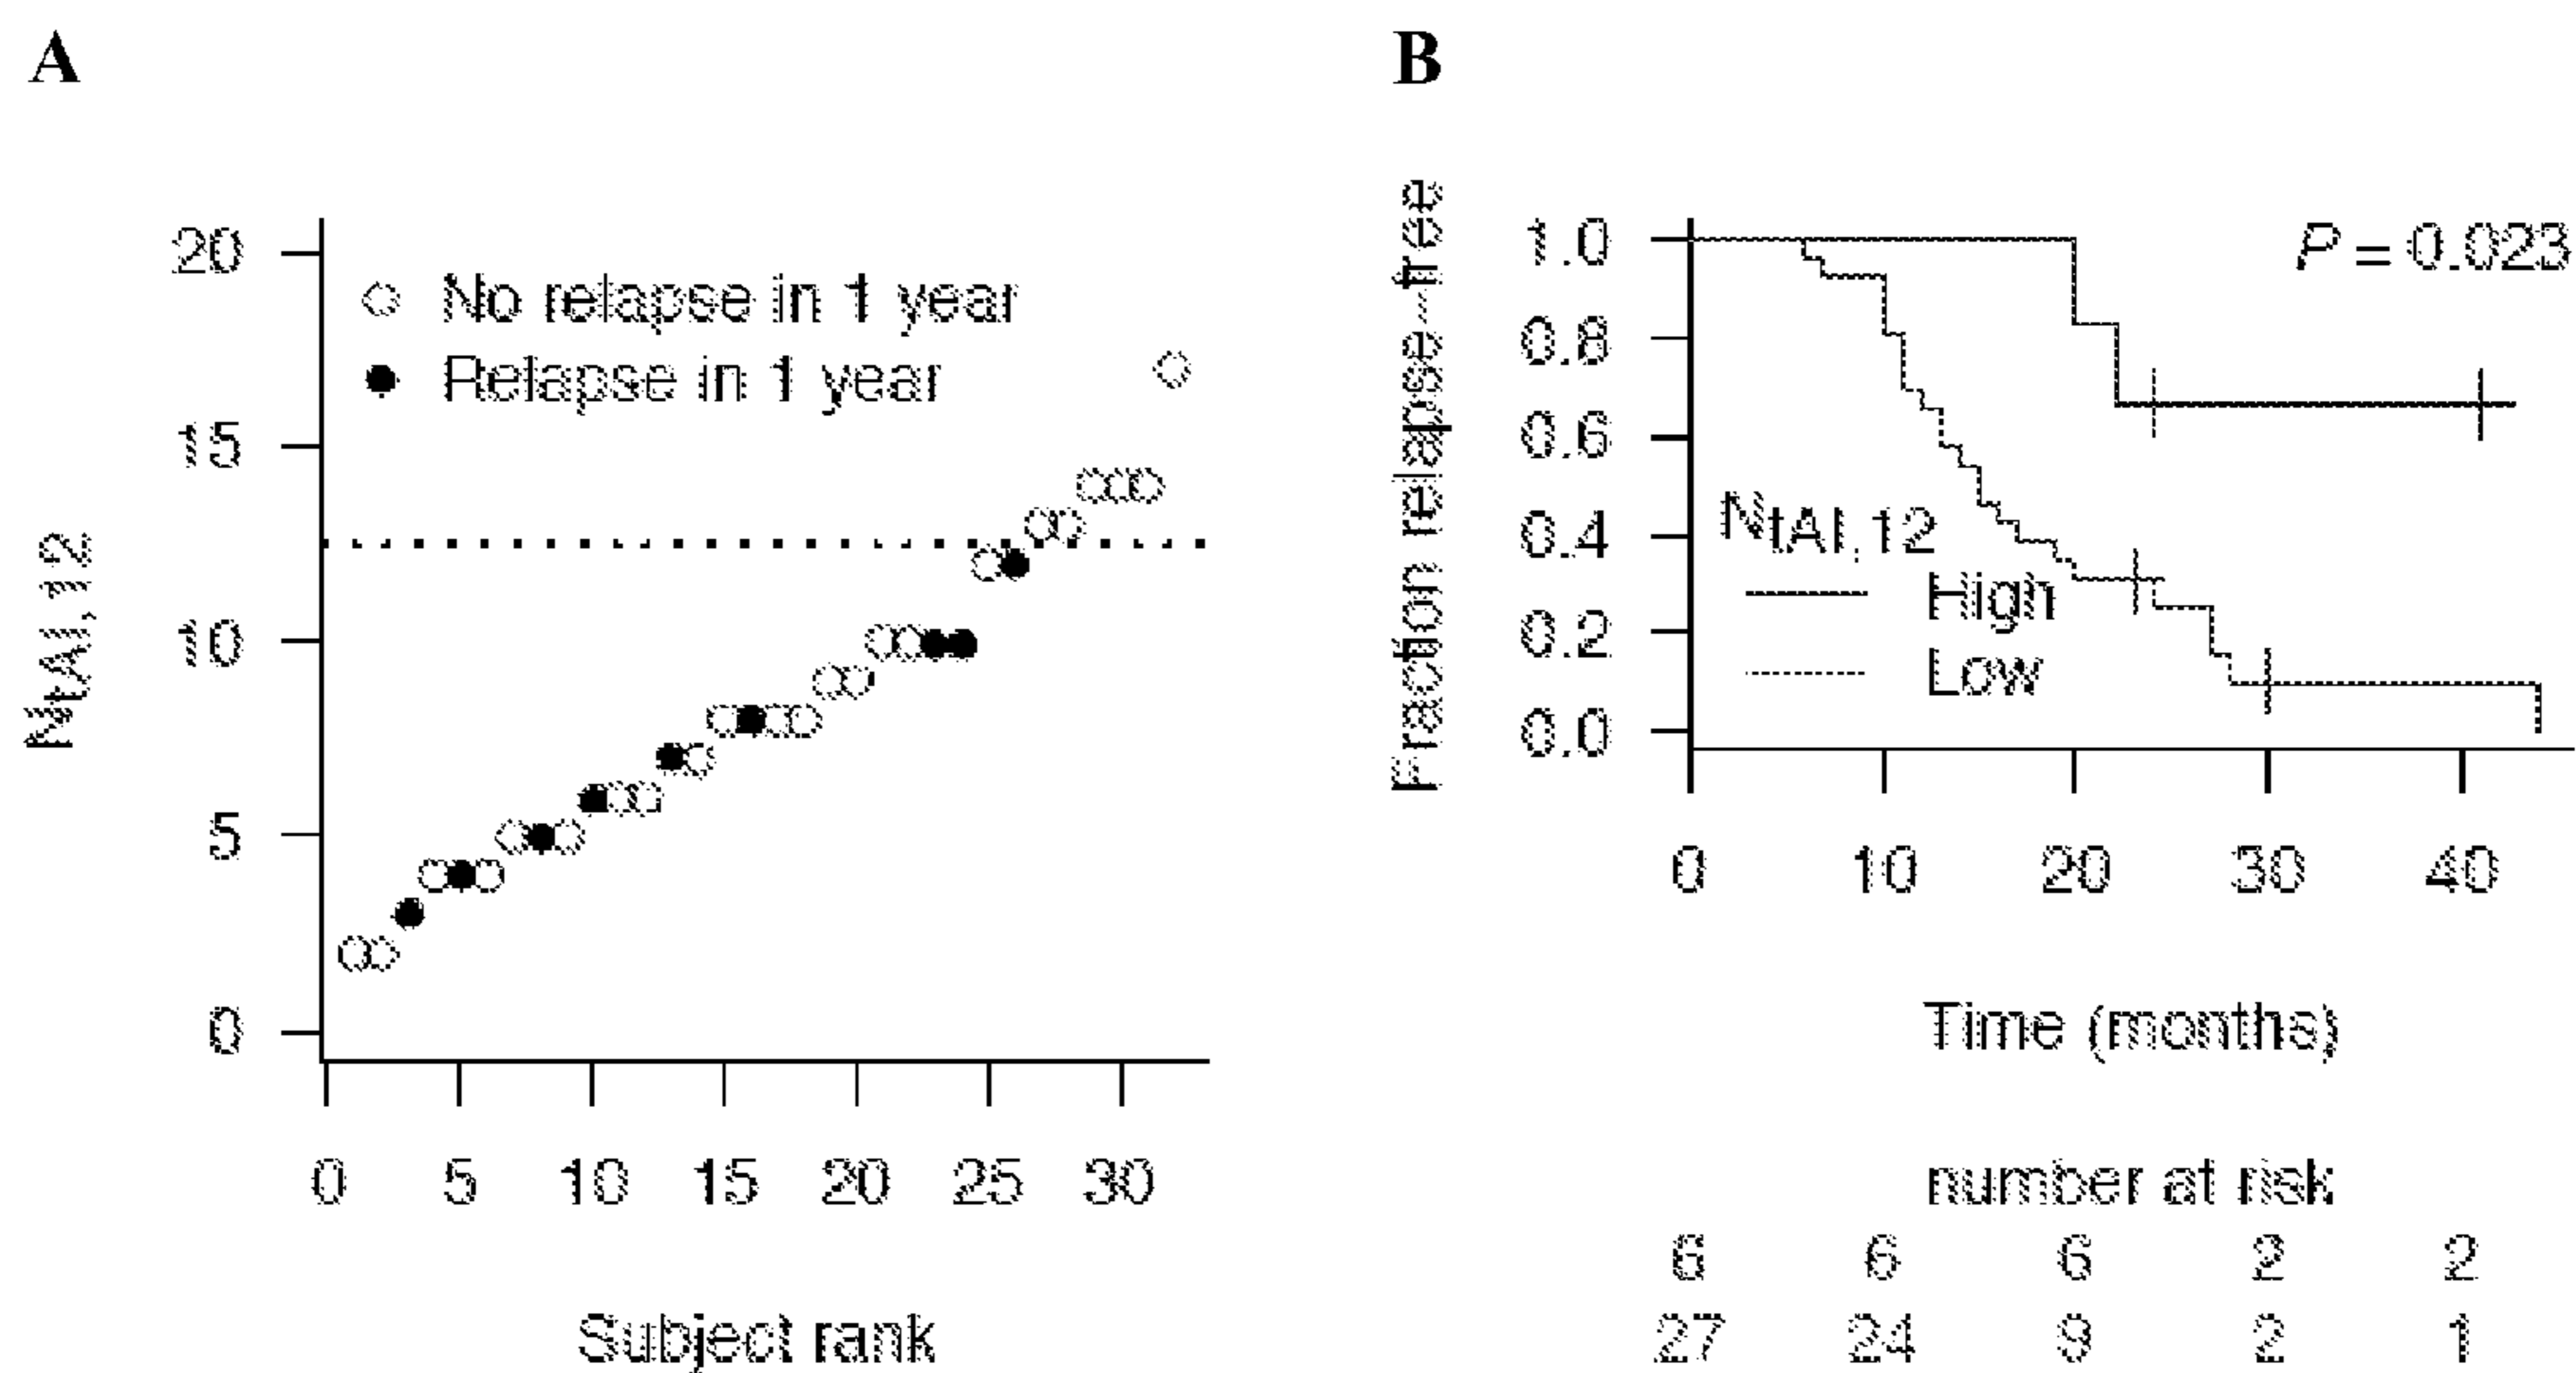 A
NtAI,12
20
15
10
5
0
No relapse in 1 year
Relapse in 1 year
0 5 10 15 20 25 30
Subject rank
B
Fraction relapse-free
1.0
0.8
0.6
0.4
0.2
0.0
P = 0.023
NtAI,12
High
Low
0 10 20 30 40
Time (months)
number at risk
6 6 6 2 2
27 24 9 2 1